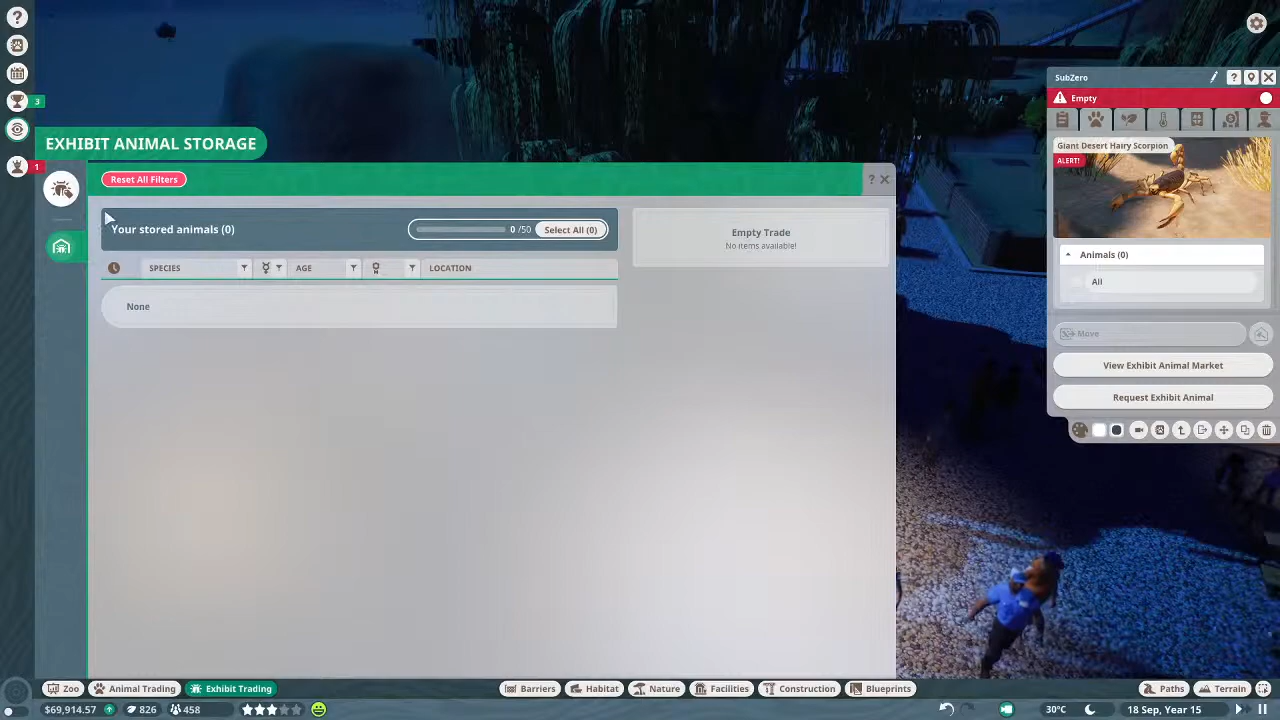 3
1
EXHIBIT ANIMAL STORAGE
Reset All Filters
?
Your stored animals (0)
0 /50
Select All (0)
SPECIES
AGE
LOCATION
None
Empty Trade
No items available!
SubZero
?
Empty
Giant Desert Hairy Scorpion
ALERT!
Animals (0)
All
Move
View Exhibit Animal Market
Request Exhibit Animal
Zoo
Animal Trading
Exhibit Trading
Barriers
Habitat
Nature
Facilities
Construction
Blueprints
Paths
Terrain
$69,914.57
826
458
30°C
18 Sep, Year 15